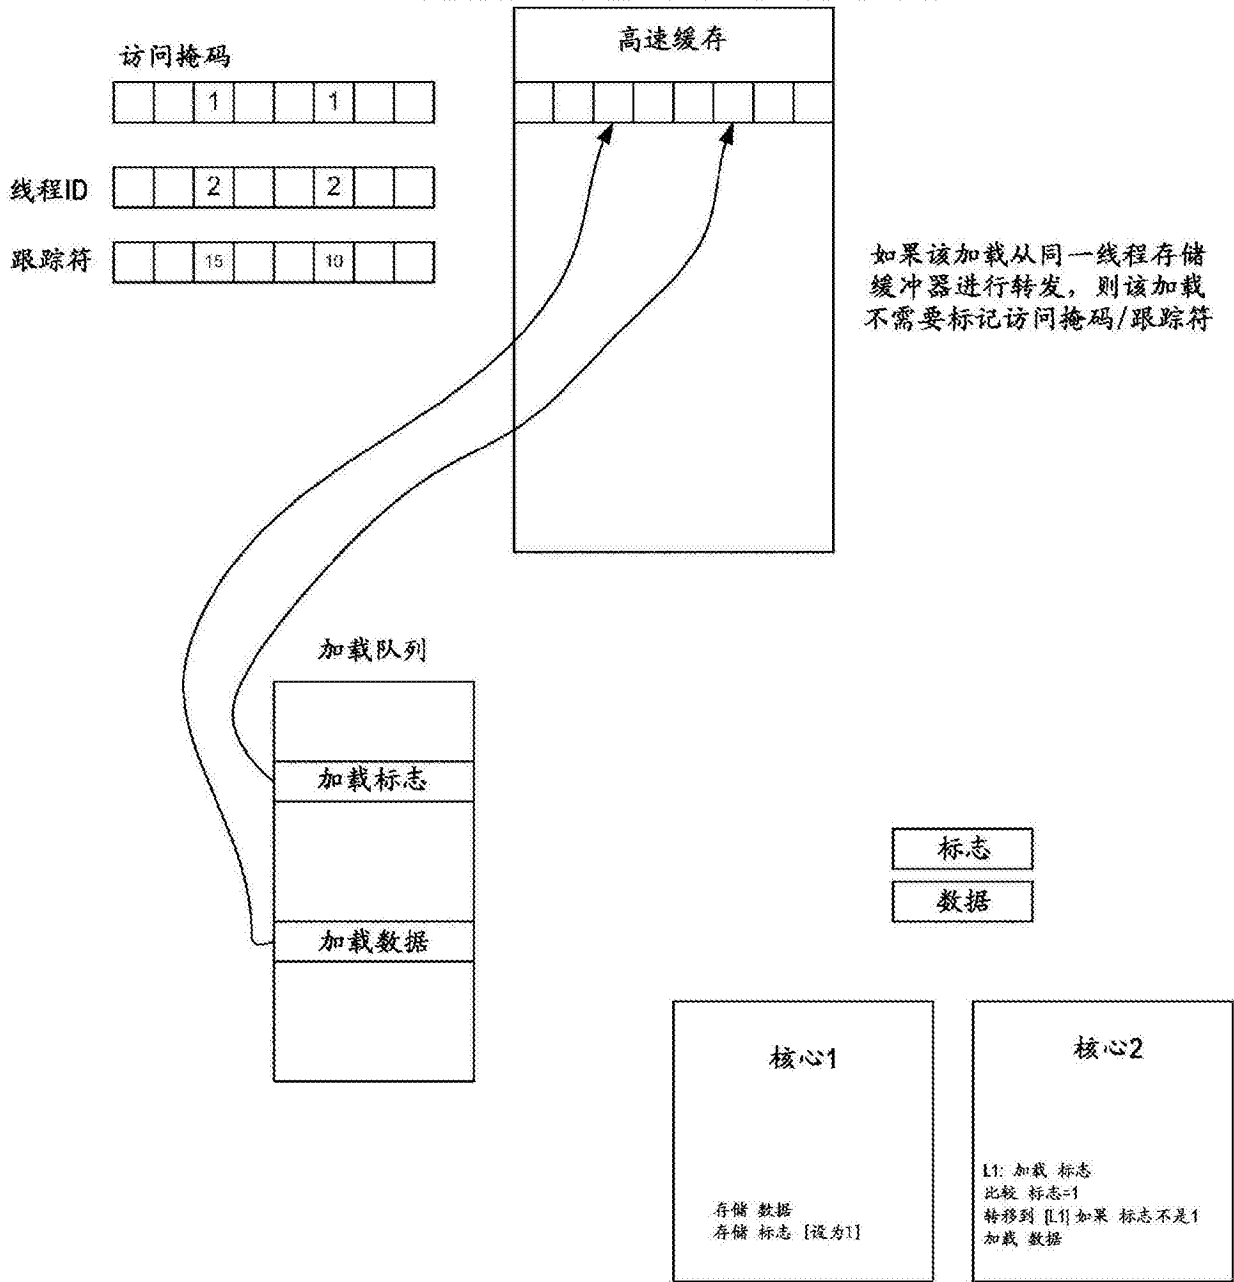 访问掩码
1 1
线程ID
2 2
跟踪符
15 10
高速缓存
如果该加载从同一线程存储
缓冲器进行转发，则该加载
不需要标记访问掩码/跟踪符
加载队列
加载标志
加载数据
标志
数据
核心1
存储 数据
存储 标志 [设为1]
核心2
L1: 加载 标志
比较 标志=1
转移到 [L1] 如果 标志不是1
加载 数据